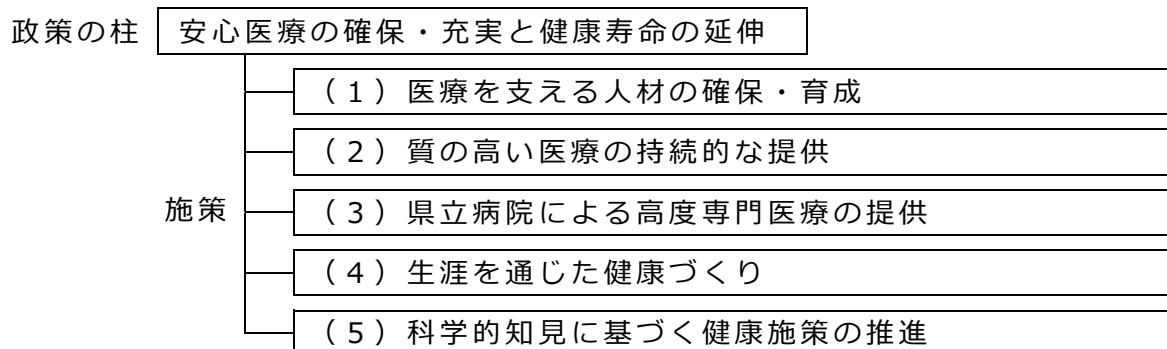 政策の柱 安心医療の確保・充実と健康寿命の延伸
（1）医療を支える人材の確保・育成
（2）質の高い医療の持続的な提供
施策 （3）県立病院による高度専門医療の提供
（4）生涯を通じた健康づくり
（5）科学的知見に基づく健康施策の推進